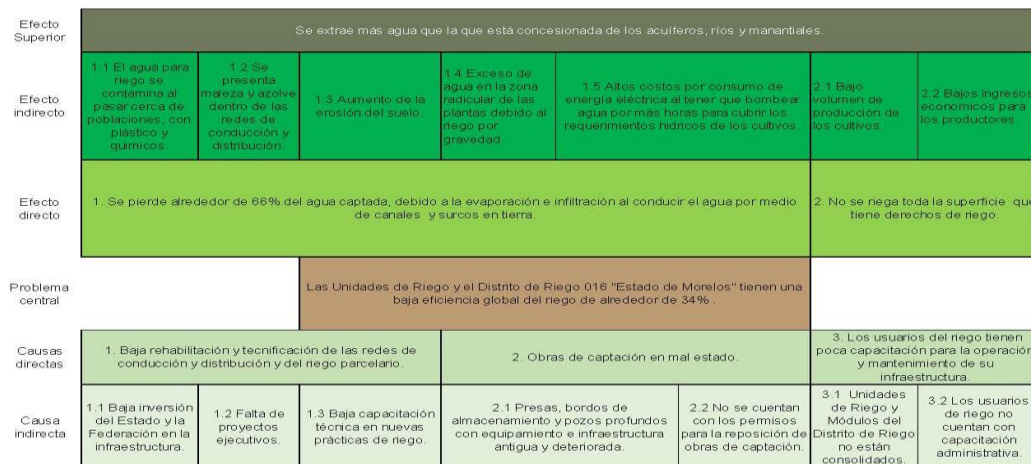 Efecto
Superior
Se extrae más agua que la que está concesionada de los acuíferos, ríos y manantiales.
Efecto
indirecto
1.1 El agua para
riego se
contamina al
pasar cerca de
poblaciones, con
plástico y
quimicos.
1.2 Se
presenta
maleza y azolve
dentro de las
redes de
conducción y
distribución.
1.3 Aumento de la
erosión del suelo.
1.4 Exceso de
agua en la zona
radicular de las
plantas debido al
riego por
gravedad
1.5 Altos costos por consumo de
energía eléctrica al tener que bombear
agua por más horas para cubrir los
requerimientos hidricos de los cultivos.
2.1 Bajo
volumen de
producción de
los cultivos.
2.2 Bajos Ingresos
economicos para
los productores.
Efecto
directo
1. Se pierde alrededor de 66% del agua captada, debido a la evaporación e infiltración al conducir el agua por medio
de canales y surcos en tierra.
2. No se riega toda la superficie que
tiene derechos de riego.
Problema
central
Las Unidades de Riego y el Distrito de Riego 016 "Estado de Morelos" tienen una
baja eficiencia global del riego de alrededor de 34% .
Causas
directas
1. Baja rehabilitación y tecnificación de las redes de
conducción y distribución y del riego parcelario.
2. Obras de captación en mal estado.
3. Los usuarios del riego tienen
poca capacitación para la operación
y mantenimiento de su
infraestructura.
Causa
indirecta
1.1 Baja inversión
del Estado y la
Federación en la
infraestructura.
1.2 Falta de
proyectos
ejecutivos.
1.3 Baja capacitación
técnica en nuevas
prácticas de riego.
2.1 Presas, bordos de
almacenamiento y pozos profundos
con equipamiento e infraestructura
antigua y deteriorada.
2.2 No se cuentan
con los permisos
para la reposición de
obras de captación.
3.1. Unidades
de Riego y
Módulos del
Distrito de Riego
no están
consolidados.
3.2 Los usuarios
de riego no
cuentan con
capacitación
administrativa.